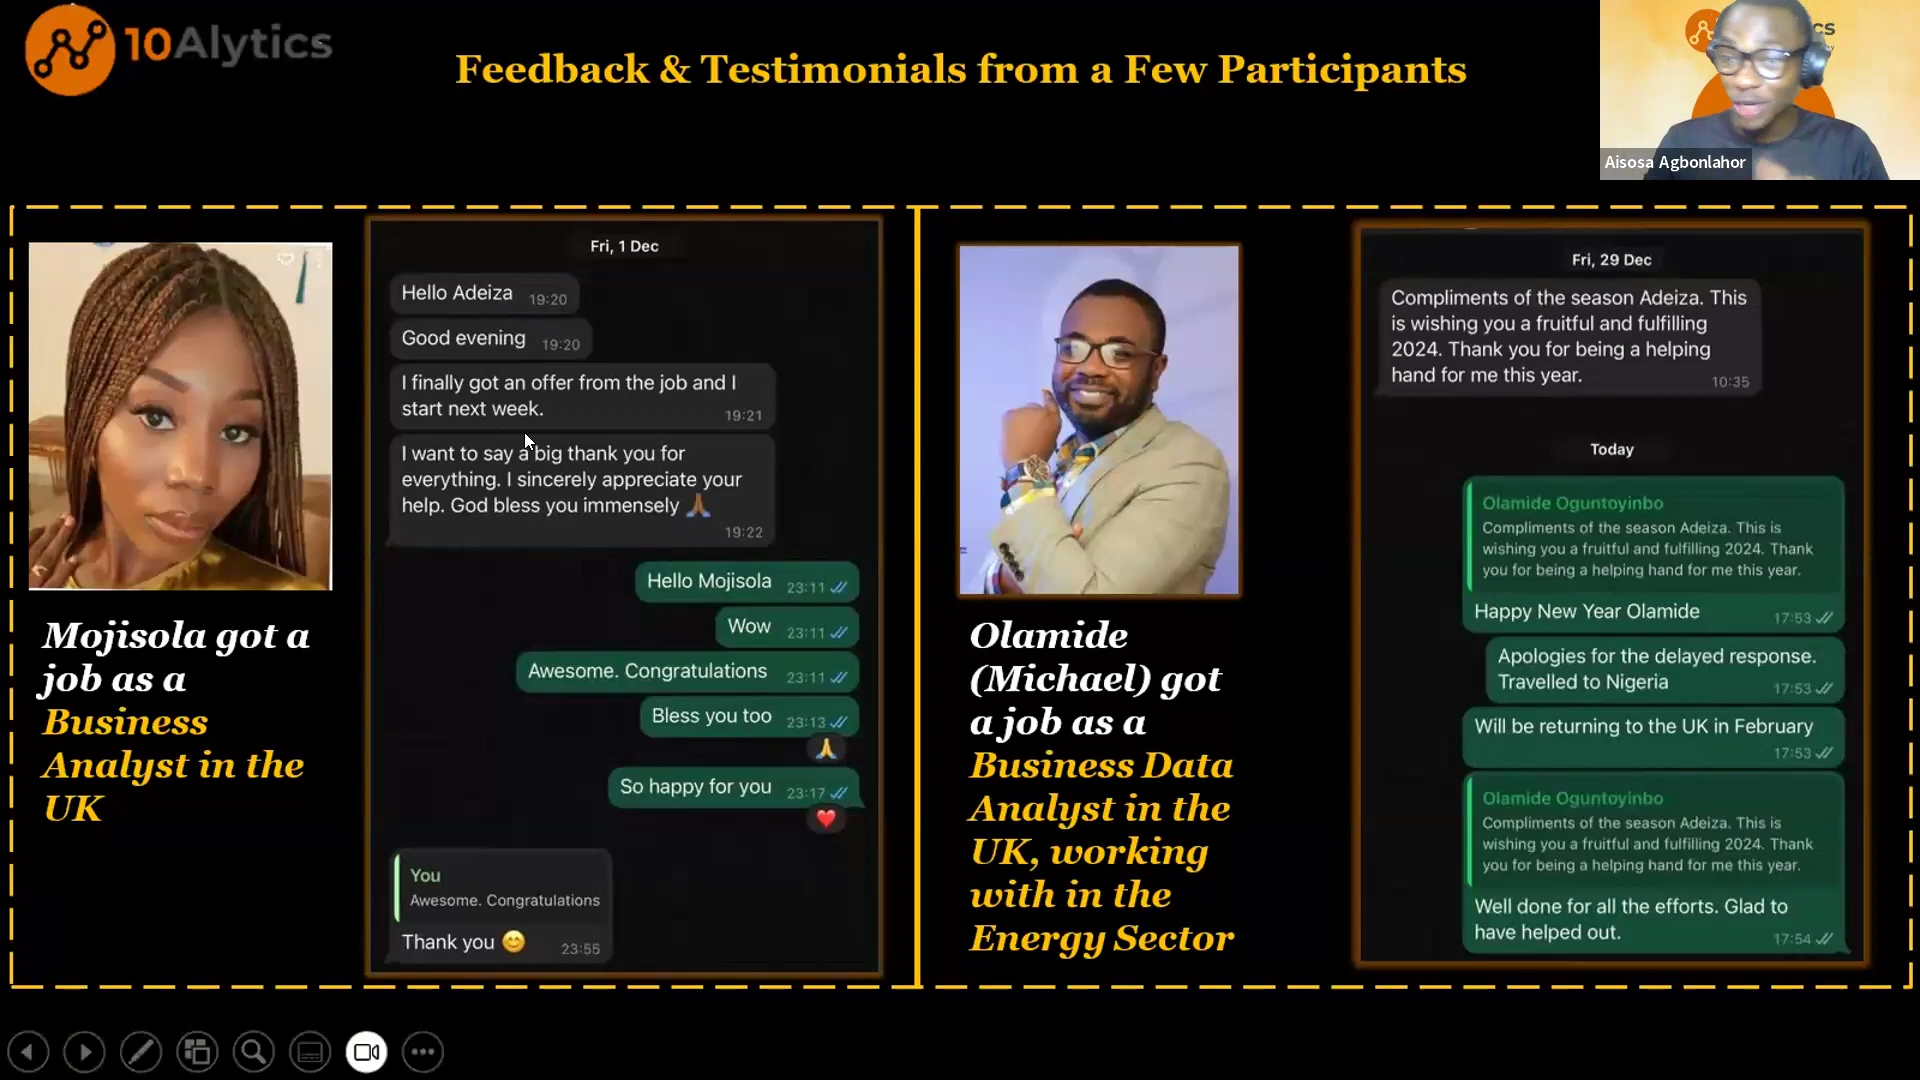 10Alytics
Feedback & Testimonials from a Few Participants
cs
Aisosa Agbonlahor
Fri, 1 Dec
Hello Adeiza 19:20
Good evening 19:20
I finally got an offer from the job and I
start next week. 19:21
I want to say a big thank you for
everything. I sincerely appreciate your
help. God bless you immensely 🙏🏾
19:22
Hello Mojisola 23:11
Wow 23:11
Awesome. Congratulations 23:11
Bless you too 23:13
🙏
So happy for you 23:17
❤️
You
Awesome. Congratulations
Thank you 😊 23:55
Mojisola got a
job as a
Business
Analyst in the
UK
Olamide
(Michael) got
a job as a
Business Data
Analyst in the
UK, working
with in the
Energy Sector
Fri, 29 Dec
Compliments of the season Adeiza. This
is wishing you a fruitful and fulfilling
2024. Thank you for being a helping
hand for me this year. 10:35
Today
Olamide Oguntoyinbo
Compliments of the season Adeiza. This is
wishing you a fruitful and fulfilling 2024. Thank
you for being a helping hand for me this year.
Happy New Year Olamide 17:53
Apologies for the delayed response.
Travelled to Nigeria 17:53
Will be returning to the UK in February
17:53
Olamide Oguntoyinbo
Compliments of the season Adeiza. This is
wishing you a fruitful and fulfilling 2024. Thank
you for being a helping hand for me this year.
Well done for all the efforts. Glad to
have helped out. 17:54